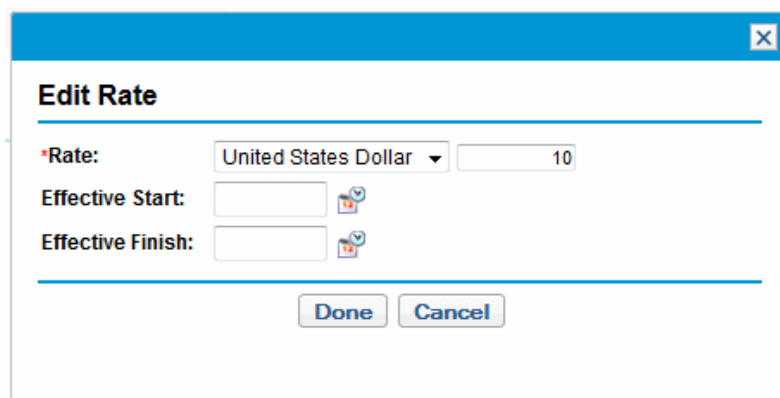 Edit Rate
*Rate: United States Dollar 10
Effective Start:
Effective Finish:
Done Cancel